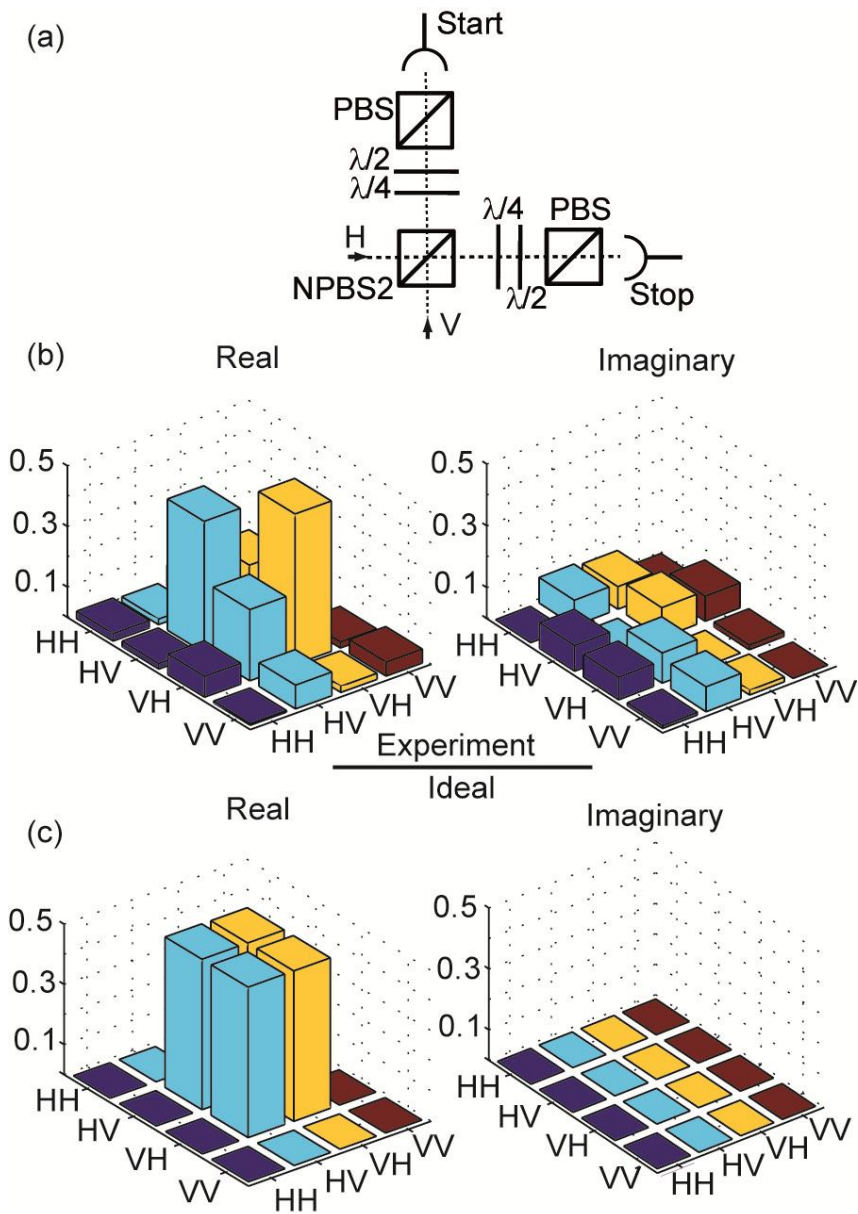 (a)
Start
PBS
λ/2
λ/4
λ/4
PBS
H
NPBS2
λ/2
Stop
V
(b)
Real
Imaginary
0.5
0.3
0.1
HH
HV
VH
VV
HH
HV
VH
VV
0.5
0.3
0.1
HH
HV
VH
VV
HH
HV
VH
VV
Experiment
Ideal
(c)
Real
Imaginary
0.5
0.3
0.1
HH
HV
VH
VV
HH
HV
VH
VV
0.5
0.3
0.1
HH
HV
VH
VV
HH
HV
VH
VV